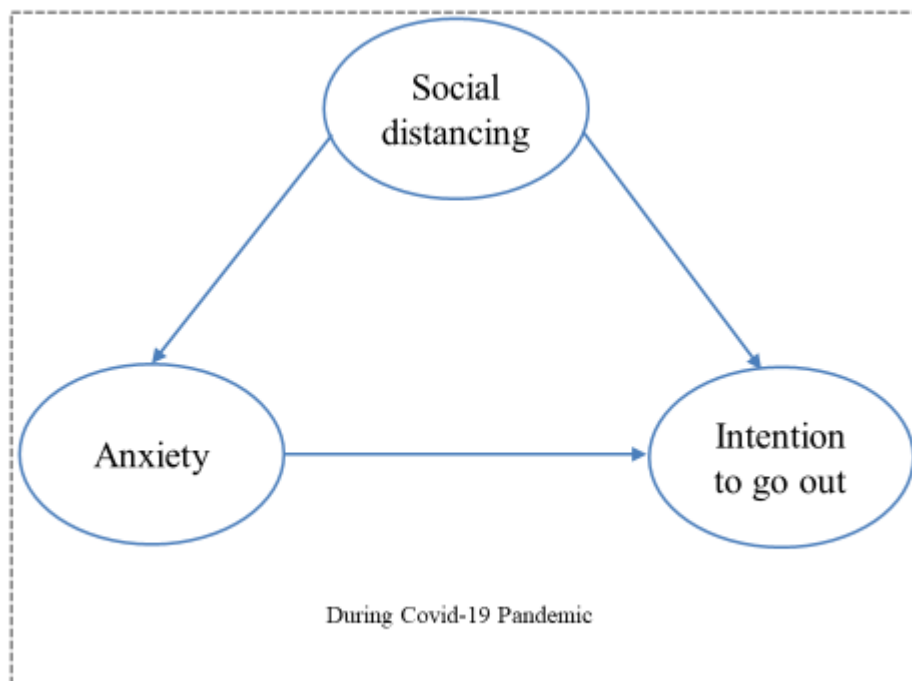 Social
distancing
Anxiety
Intention
to go out
During Covid-19 Pandemic